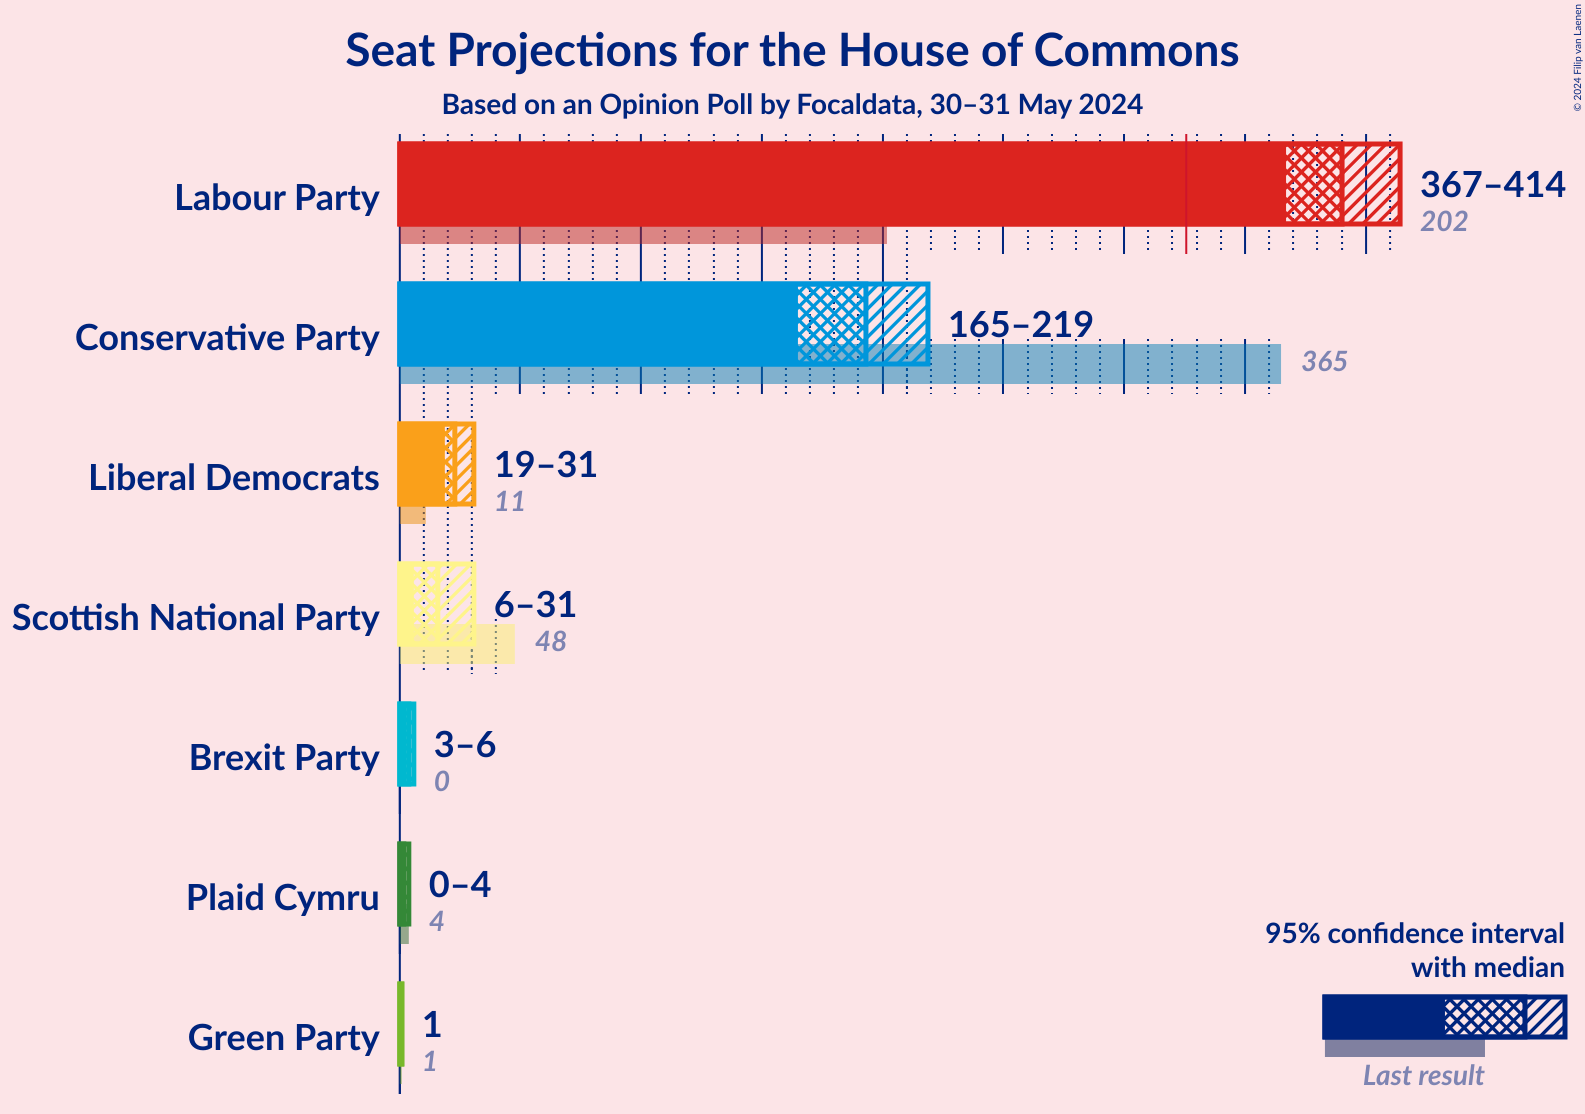 Seat Projections for the House of Commons
Based on an Opinion Poll by Focaldata, 30–31 May 2024
© 2024 Filip van Laenen
Labour Party
367–414
202
Conservative Party
165–219
365
Liberal Democrats
19–31
11
Scottish National Party
6–31
48
Brexit Party
3–6
0
Plaid Cymru
0–4
4
Green Party
1
1
95% confidence interval
with median
Last result